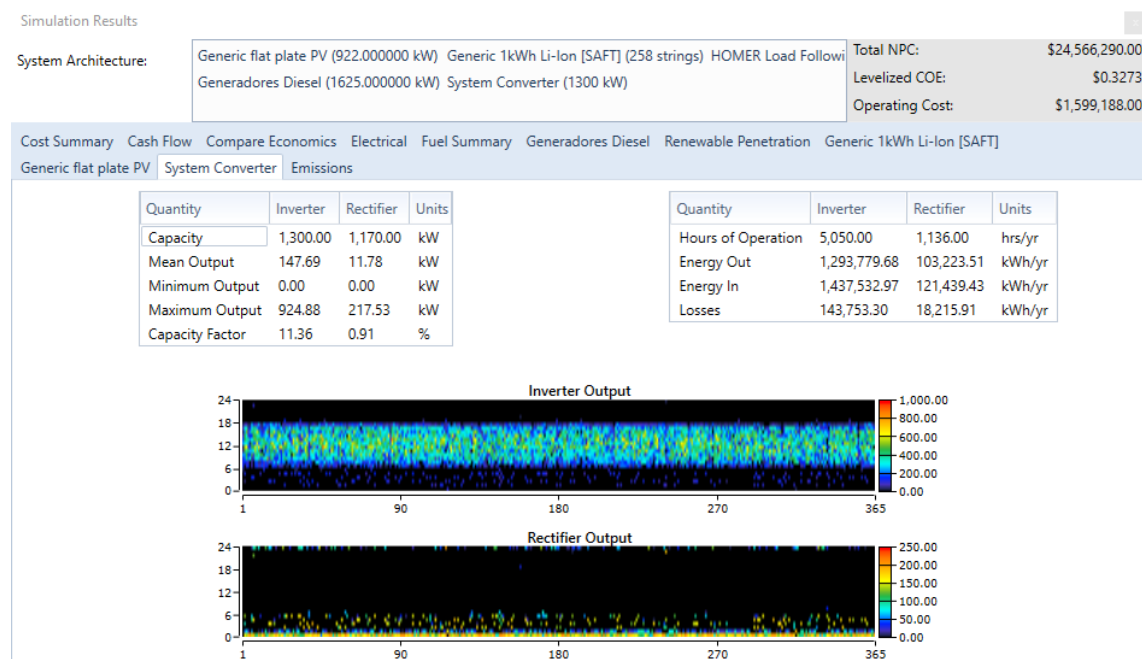 Simulation Results
System Architecture:
Generic flat plate PV (922.000000 kW) Generic 1kWh Li-Ion [SAFT] (258 strings) HOMER Load Followi
Generadores Diesel (1625.000000 kW) System Converter (1300 kW)
Total NPC: $24,566,290.00
Levelized COE: $0.3273
Operating Cost: $1,599,188.00
Cost Summary Cash Flow Compare Economics Electrical Fuel Summary Generadores Diesel Renewable Penetration Generic 1kWh Li-Ion [SAFT]
Generic flat plate PV System Converter Emissions
Quantity Inverter Rectifier Units
Capacity 1,300.00 1,170.00 kW
Mean Output 147.69 11.78 kW
Minimum Output 0.00 0.00 kW
Maximum Output 924.88 217.53 kW
Capacity Factor 11.36 0.91 %
Quantity Inverter Rectifier Units
Hours of Operation 5,050.00 1,136.00 hrs/yr
Energy Out 1,293,779.68 103,223.51 kWh/yr
Energy In 1,437,532.97 121,439.43 kWh/yr
Losses 143,753.30 18,215.91 kWh/yr
Inverter Output
24 1,000.00
18 800.00
12 600.00
400.00
6 200.00
0 0.00
1 90 180 270 365
Rectifier Output
24 250.00
18 200.00
12 150.00
100.00
6 50.00
0 0.00
1 90 180 270 365